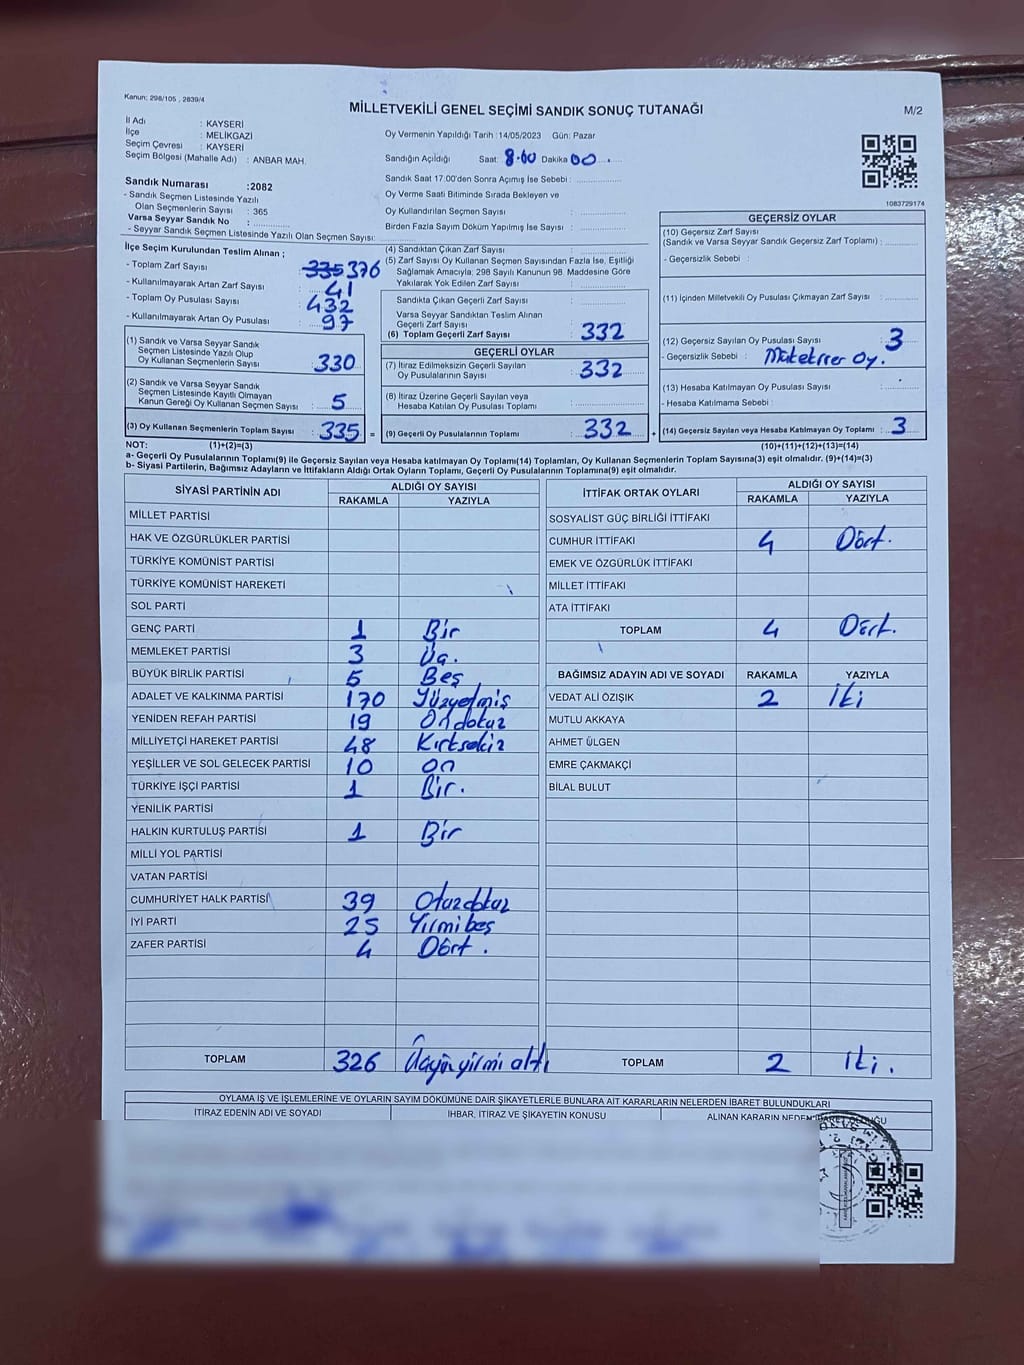 Kanun: 298/105 , 2839/4
MİLLETVEKİLİ GENEL SEÇİMİ SANDIK SONUÇ TUTANAĞI
M/2
İl Adı : KAYSERİ
İlçe : MELİKGAZİ
Seçim Çevresi : KAYSERİ
Seçim Bölgesi (Mahalle Adı) : ANBAR MAH.
Sandık Numarası :2082
- Sandık Seçmen Listesinde Yazılı
Olan Seçmenlerin Sayısı : 365
Varsa Seyyar Sandık No :
- Seyyar Sandık Seçmen Listesinde Yazılı Olan Seçmen Sayısı:
Oy Vermenin Yapıldığı Tarih :14/05/2023 Gün: Pazar
Sandığın Açıldığı Saat: 8.00 Dakika 00
Sandık Saat 17:00'den Sonra Açımış İse Sebebi :
Oy Verme Saati Bitiminde Sırada Bekleyen ve
Oy Kullandırılan Seçmen Sayısı :
Birden Fazla Sayım Döküm Yapılmış İse Sayısı :
1083729174
İlçe Seçim Kurulundan Teslim Alınan ;
- Toplam Zarf Sayısı : 335 376
- Kullanılmayarak Artan Zarf Sayısı : 41
- Toplam Oy Pusulası Sayısı : 432
- Kullanılmayarak Artan Oy Pusulası : 97
(1) Sandık ve Varsa Seyyar Sandık
Seçmen Listesinde Yazılı Olup
Oy Kullanan Seçmenlerin Sayısı : 330
(2) Sandık ve Varsa Seyyar Sandık
Seçmen Listesinde Kayıtlı Olmayan
Kanun Gereği Oy Kullanan Seçmen Sayısı : 5
(3) Oy Kullanan Seçmenlerin Toplam Sayısı : 335 =
(4) Sandıktan Çıkan Zarf Sayısı :
(5) Zarf Sayısı Oy Kullanan Seçmen Sayısından Fazla İse, Eşitliği
Sağlamak Amacıyla; 298 Sayılı Kanunun 98. Maddesine Göre
Yakılarak Yok Edilen Zarf Sayısı :
Sandıkta Çıkan Geçerli Zarf Sayısı :
Varsa Seyyar Sandıktan Teslim Alınan
Geçerli Zarf Sayısı :
(6) Toplam Geçerli Zarf Sayısı : 332
GEÇERLİ OYLAR
(7) İtiraz Edilmeksizin Geçerli Sayılan
Oy Pusulalarının Sayısı : 332
(8) İtiraz Üzerine Geçerli Sayılan veya
Hesaba Katılan Oy Pusulası Toplamı :
(9) Geçerli Oy Pusulalarının Toplamı : 332 +
GEÇERSİZ OYLAR
(10) Geçersiz Zarf Sayısı
(Sandık ve Varsa Seyyar Sandık Geçersiz Zarf Toplamı) :
- Geçersizlik Sebebi :
(11) İçinden Milletvekili Oy Pusulası Çıkmayan Zarf Sayısı :
(12) Geçersiz Sayılan Oy Pusulası Sayısı : 3
- Geçersizlik Sebebi : Oy.
(13) Hesaba Katılmayan Oy Pusulası Sayısı :
- Hesaba Katılmama Sebebi :
(14) Geçersiz Sayılan veya Hesaba Katılmayan Oy Toplamı : 3
NOT: (1)+(2)=(3) (10)+(11)+(12)+(13)=(14)
a- Geçerli Oy Pusulalarının Toplamı(9) ile Geçersiz Sayılan veya Hesaba katılmayan Oy Toplamı(14) Toplamları, Oy Kullanan Seçmenlerin Toplam Sayısına(3) eşit olmalıdır. (9)+(14)=(3)
b- Siyasi Partilerin, Bağımsız Adayların ve İttifakların Aldığı Ortak Oyların Toplamı, Geçerli Oy Pusulalarının Toplamına(9) eşit olmalıdır.
SİYASİ PARTİNİN ADI ALDIĞI OY SAYISI
RAKAMLA YAZIYLA
MİLLET PARTİSİ
HAK VE ÖZGÜRLÜKLER PARTİSİ
TÜRKİYE KOMÜNİST PARTİSİ
TÜRKİYE KOMÜNİST HAREKETİ
SOL PARTİ
GENÇ PARTİ 1 Bir
MEMLEKET PARTİSİ 3 Üç.
BÜYÜK BİRLİK PARTİSİ 5 Beş
ADALET VE KALKINMA PARTİSİ 170 Yüzyetmiş
YENİDEN REFAH PARTİSİ 19 Ondokuz
MİLLİYETÇİ HAREKET PARTİSİ 48 Kırksekiz
YEŞİLLER VE SOL GELECEK PARTİSİ 10 on
TÜRKİYE İŞÇİ PARTİSİ 1 Bir.
YENİLİK PARTİSİ
HALKIN KURTULUŞ PARTİSİ 1 Bir
MİLLİ YOL PARTİSİ
VATAN PARTİSİ
CUMHURİYET HALK PARTİSİ 39 Otuzdokuz
İYİ PARTİ 25 Yirmibeş
ZAFER PARTİSİ 4 Dört.
TOPLAM 326 Üçyüzyirmi altı
İTTİFAK ORTAK OYLARI ALDIĞI OY SAYISI
RAKAMLA YAZIYLA
SOSYALİST GÜÇ BİRLİĞİ İTTİFAKI
CUMHUR İTTİFAKI 4 Dört.
EMEK VE ÖZGÜRLÜK İTTİFAKI
MİLLET İTTİFAKI
ATA İTTİFAKI
TOPLAM 4 Dört.
BAĞIMSIZ ADAYIN ADI VE SOYADI RAKAMLA YAZIYLA
VEDAT ALİ ÖZIŞIK 2 İki
MUTLU AKKAYA
AHMET ÜLGEN
EMRE ÇAKMAKÇİ
BİLAL BULUT
TOPLAM 2 iki.
OYLAMA İŞ VE İŞLEMLERİNE VE OYLARIN SAYIM DÖKÜMÜNE DAİR ŞİKAYETLERLE BUNLARA AİT KARARLARIN NELERDEN İBARET BULUNDUKLARI
İTİRAZ EDENİN ADI VE SOYADI İHBAR, İTİRAZ VE ŞİKAYETİN KONUSU ALINAN KARARIN NEDEN İBARET OLDUĞU